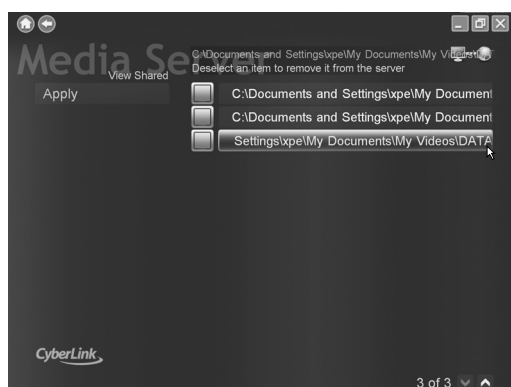 Media Server
View Shared
C:\Documents and Settings\xpe\My Documents\My Videos\DAT
Deselect an item to remove it from the server
Apply
C:\Documents and Settings\xpe\My Document
C:\Documents and Settings\xpe\My Document
Settings\xpe\My Documents\My Videos\DATA
CyberLink
3 of 3